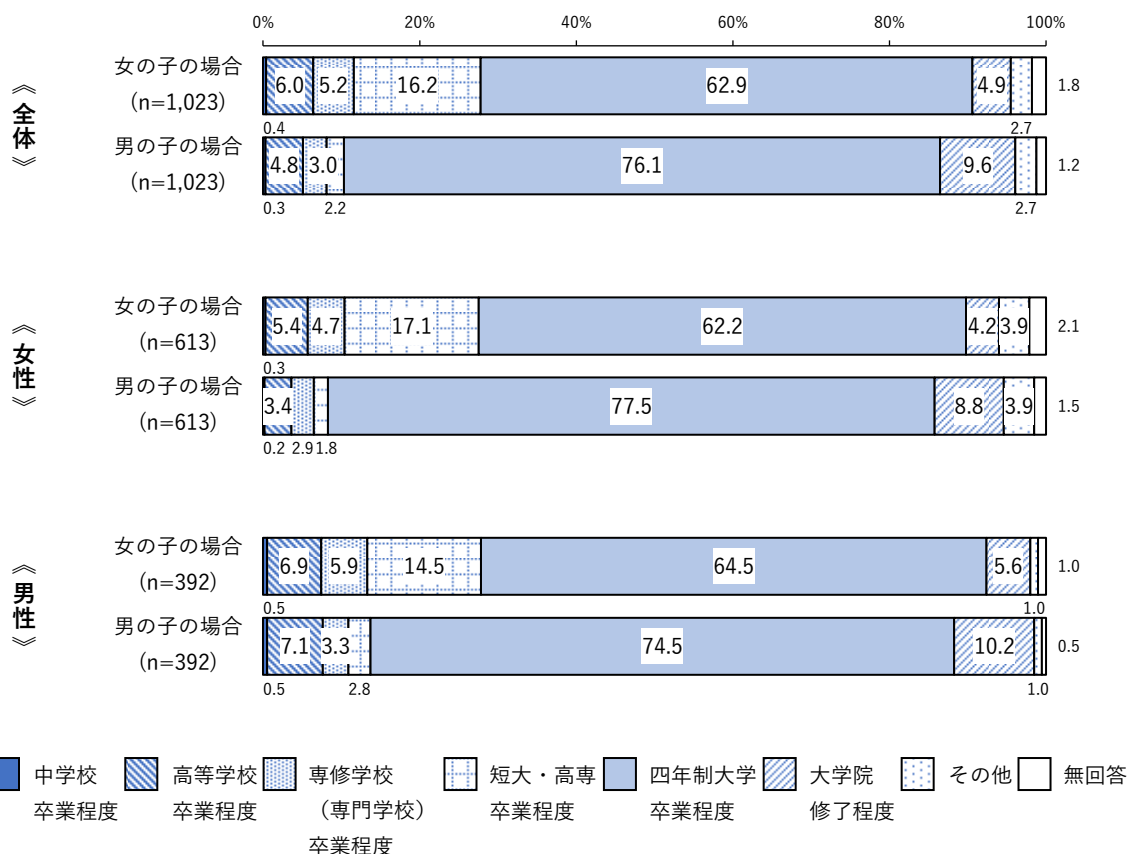 0% 20% 40% 60% 80% 100%
《全体》
女の子の場合
（n=1,023）
6.0 5.2 16.2 62.9 4.9 1.8
0.4 2.7
男の子の場合
（n=1,023）
4.8 3.0 76.1 9.6 1.2
0.3 2.2 2.7
《女性》
女の子の場合
（n=613）
5.4 4.7 17.1 62.2 4.2 3.9 2.1
0.3
男の子の場合
（n=613）
3.4 77.5 8.8 3.9 1.5
0.2 2.9 1.8
《男性》
女の子の場合
（n=392）
6.9 5.9 14.5 64.5 5.6 1.0
0.5 1.0
男の子の場合
（n=392）
7.1 3.3 74.5 10.2 0.5
0.5 2.8 1.0
中学校
卒業程度
高等学校
卒業程度
専修学校
（専門学校）
卒業程度
短大・高専
卒業程度
四年制大学
卒業程度
大学院
修了程度
その他
無回答